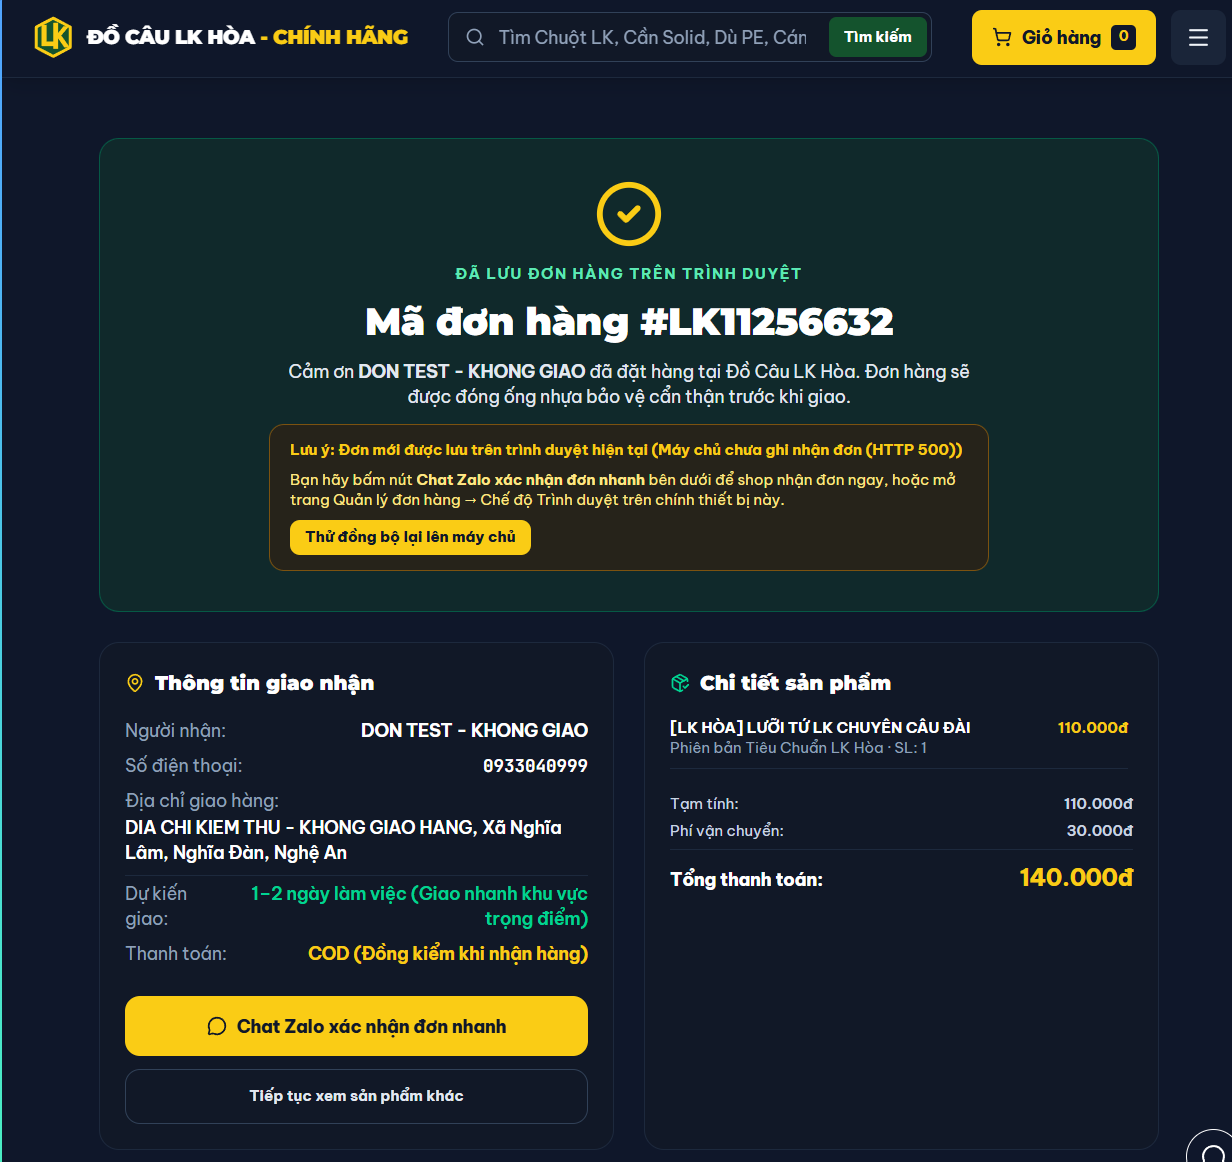 LK ĐỒ CÂU LK HÒA - CHÍNH HÃNG
Tìm Chuột LK, Cần Solid, Dù PE, Cán
Tìm kiếm
Giỏ hàng 0
ĐÃ LƯU ĐƠN HÀNG TRÊN TRÌNH DUYỆT
Mã đơn hàng #LK11256632
Cảm ơn DON TEST - KHONG GIAO đã đặt hàng tại Đồ Câu LK Hòa. Đơn hàng sẽ
được đóng ống nhựa bảo vệ cẩn thận trước khi giao.
Lưu ý: Đơn mới được lưu trên trình duyệt hiện tại (Máy chủ chưa ghi nhận đơn (HTTP 500))
Bạn hãy bấm nút Chat Zalo xác nhận đơn nhanh bên dưới để shop nhận đơn ngay, hoặc mở
trang Quản lý đơn hàng → Chế độ Trình duyệt trên chính thiết bị này.
Thử đồng bộ lại lên máy chủ
Thông tin giao nhận
Người nhận: DON TEST - KHONG GIAO
Số điện thoại: 0933040999
Địa chỉ giao hàng:
DIA CHI KIEM THU - KHONG GIAO HANG, Xã Nghĩa
Lâm, Nghĩa Đàn, Nghệ An
Dự kiến giao: 1–2 ngày làm việc (Giao nhanh khu vực
trọng điểm)
Thanh toán: COD (Đồng kiểm khi nhận hàng)
Chat Zalo xác nhận đơn nhanh
Tiếp tục xem sản phẩm khác
Chi tiết sản phẩm
[LK HÒA] LƯỠI TỨ LK CHUYÊN CÂU ĐÀI 110.000đ
Phiên bản Tiêu Chuẩn LK Hòa · SL: 1
Tạm tính: 110.000đ
Phí vận chuyển: 30.000đ
Tổng thanh toán: 140.000đ